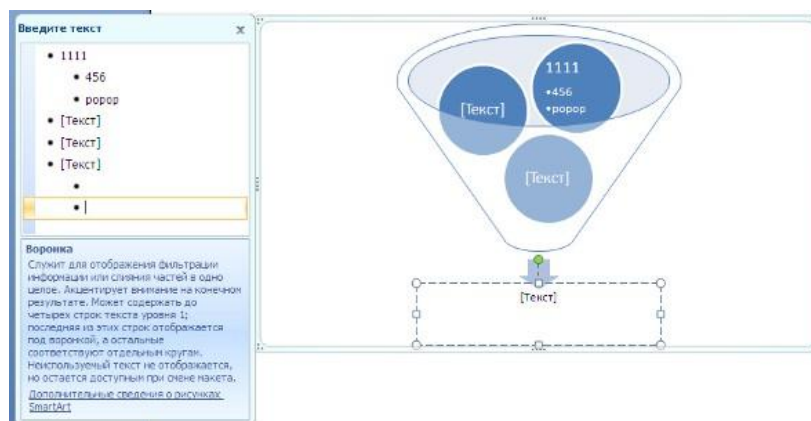 Введите текст
• 1111
• 456
• popop
• [Текст]
• [Текст]
• [Текст]
•
•
Воронка
Служит для отображения фильтрации
информации или слияния частей в одно
целое. Акцентирует внимание на конечном
результате. Может содержать до
четырех строк текста уровня 1;
последняя из этих строк отображается
под воронкой, а остальные
соответствуют отдельным кругам.
Неиспользуемый текст не отображается,
но остается доступным при смене макета.
Дополнительные сведения о рисунках
SmartArt
1111
•456
•popop
[Текст]
[Текст]
[Текст]